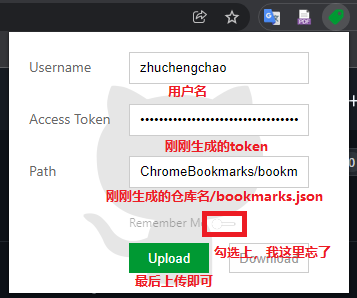 PDF
Username
zhuchengchao
用户名
Access Token
刚刚生成的token
Path
ChromeBookmarks/bookm
刚刚生成的仓库名/bookmarks.json
Remember M
勾选上，我这里忘了
Upload
Download
最后上传即可